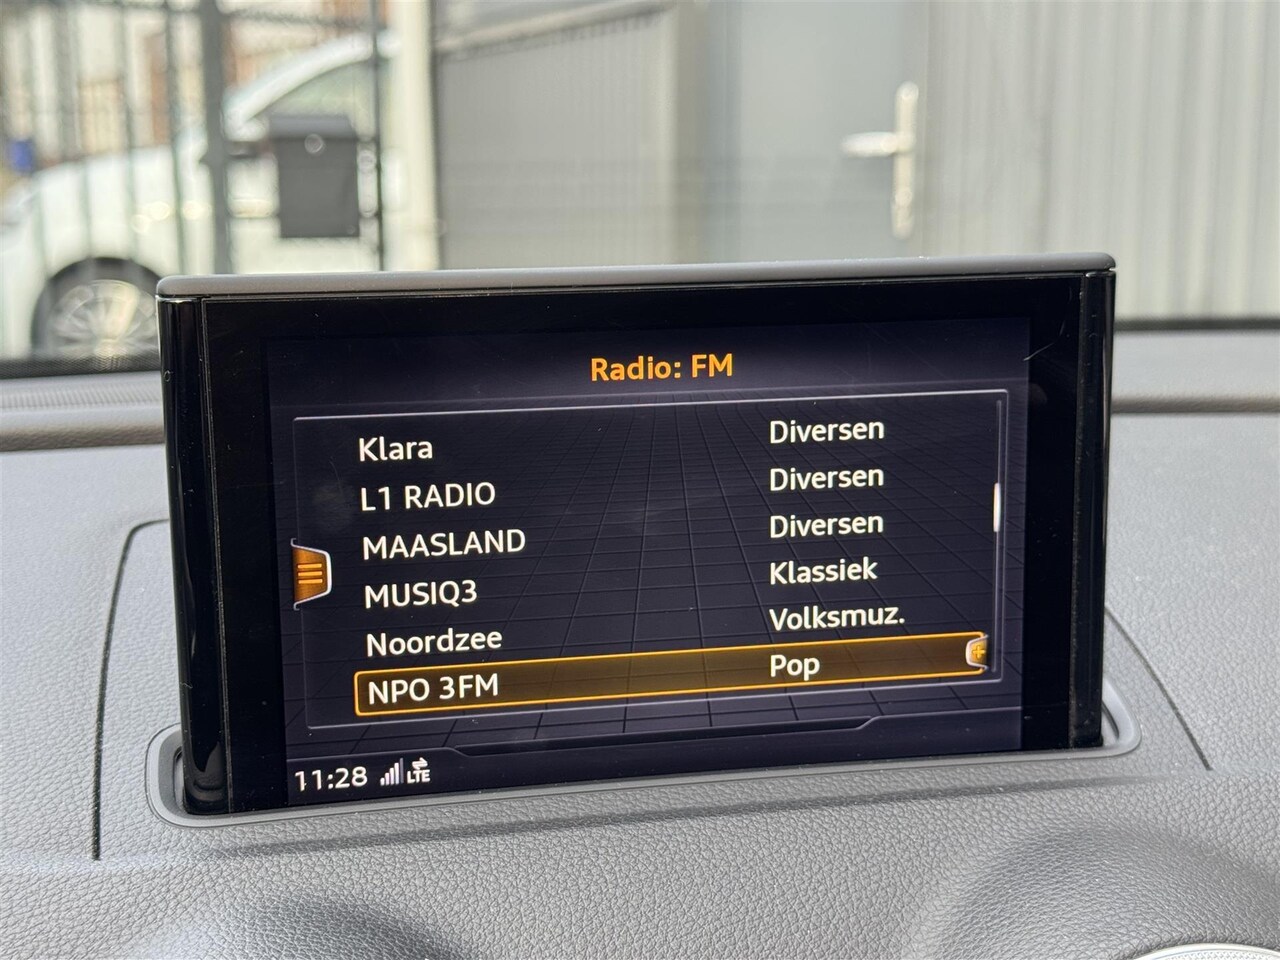 Radio: FM
Klara Diversen
L1 RADIO Diversen
MAASLAND Diversen
MUSIQ3 Klassiek
Noordzee Volksmuz.
NPO 3FM Pop
11:28 LTE